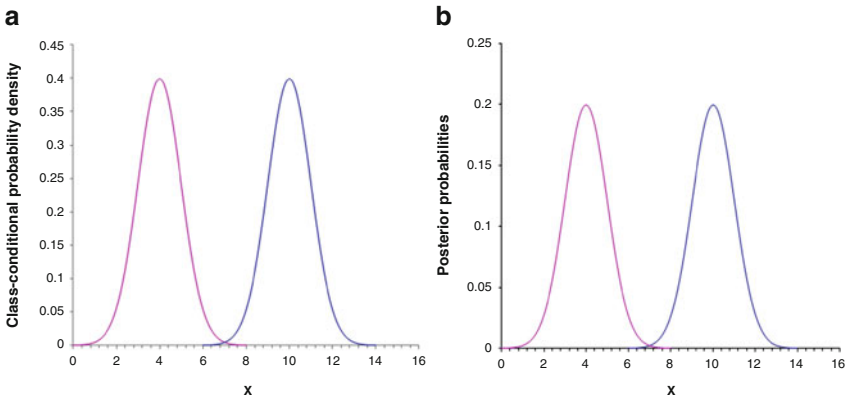 a
Class-conditional probability density
0.45
0.4
0.35
0.3
0.25
0.2
0.15
0.1
0.05
0
0 2 4 6 8 10 12 14 16
x
b
Posterior probabilities
0.25
0.2
0.15
0.1
0.05
0
0 2 4 6 8 10 12 14 16
x